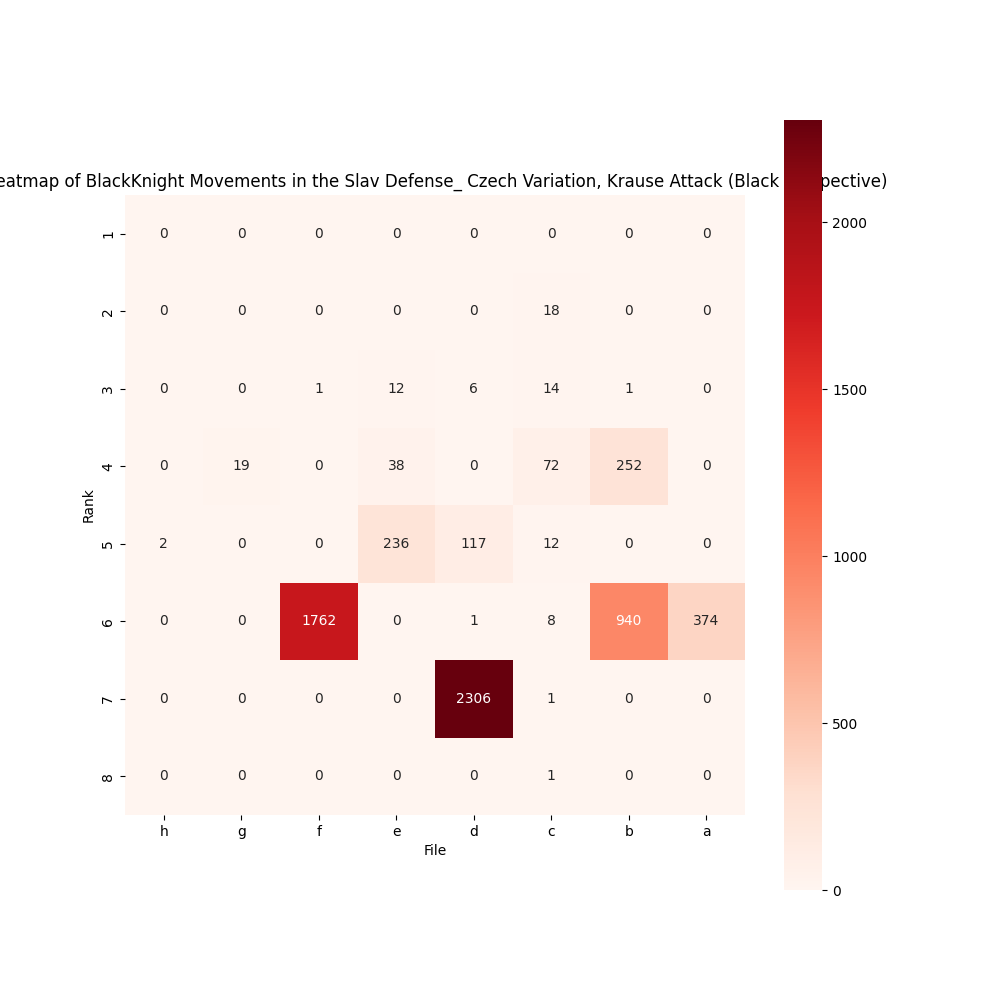 eatmap of BlackKnight Movements in the Slav Defense_ Czech Variation, Krause Attack (Black pective)
1 0 0 0 0 0 0 0 0
2 0 0 0 0 0 18 0 0
3 0 0 1 12 6 14 1 0
4 0 19 0 38 0 72 252 0
5 2 0 0 236 117 12 0 0
6 0 0 1762 0 1 8 940 374
7 0 0 0 0 2306 1 0 0
8 0 0 0 0 0 1 0 0
h g f e d c b a
File
Rank
2000
1500
1000
500
0